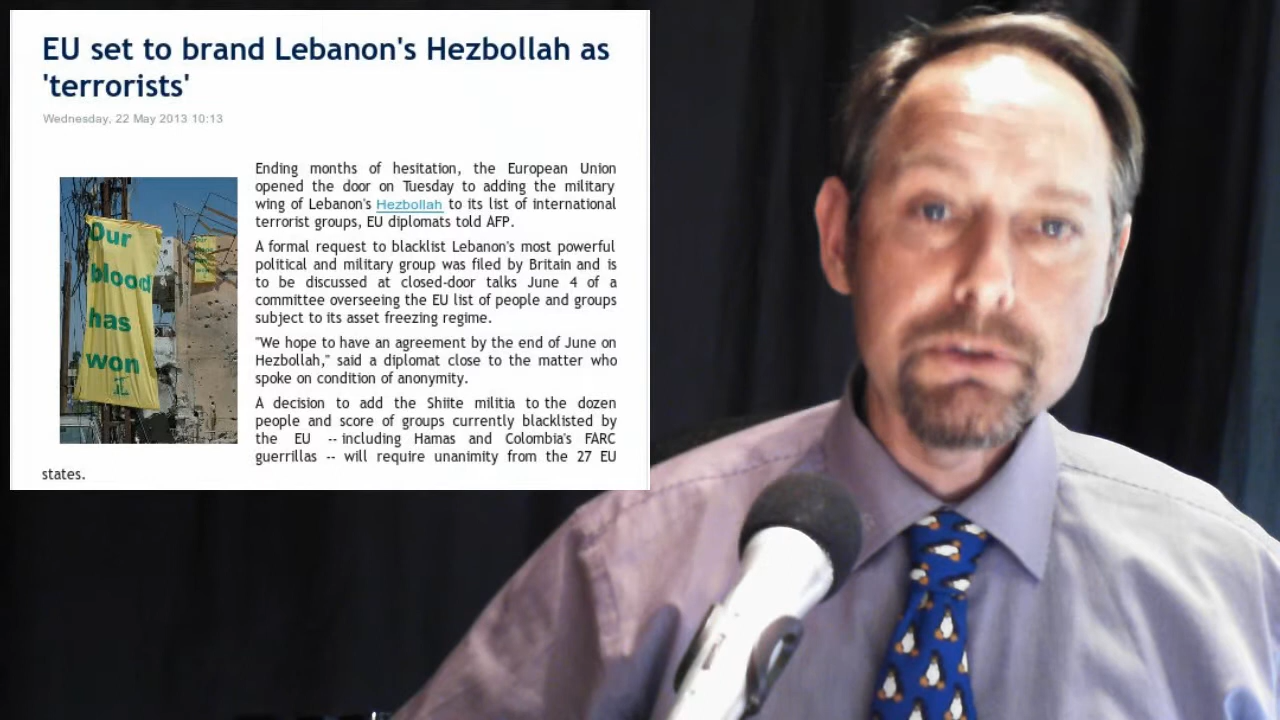 EU set to brand Lebanon's Hezbollah as
'terrorists'
Wednesday, 22 May 2013 10:13
Our
blood
has
won
Ending months of hesitation, the European Union
opened the door on Tuesday to adding the military
wing of Lebanon's Hezbollah to its list of international
terrorist groups, EU diplomats told AFP.
A formal request to blacklist Lebanon's most powerful
political and military group was filed by Britain and is
to be discussed at closed-door talks June 4 of a
committee overseeing the EU list of people and groups
subject to its asset freezing regime.
"We hope to have an agreement by the end of June on
Hezbollah," said a diplomat close to the matter who
spoke on condition of anonymity.
A decision to add the Shiite militia to the dozen
people and score of groups currently blacklisted by
the EU -- including Hamas and Colombia's FARC
guerrillas -- will require unanimity from the 27 EU
states.